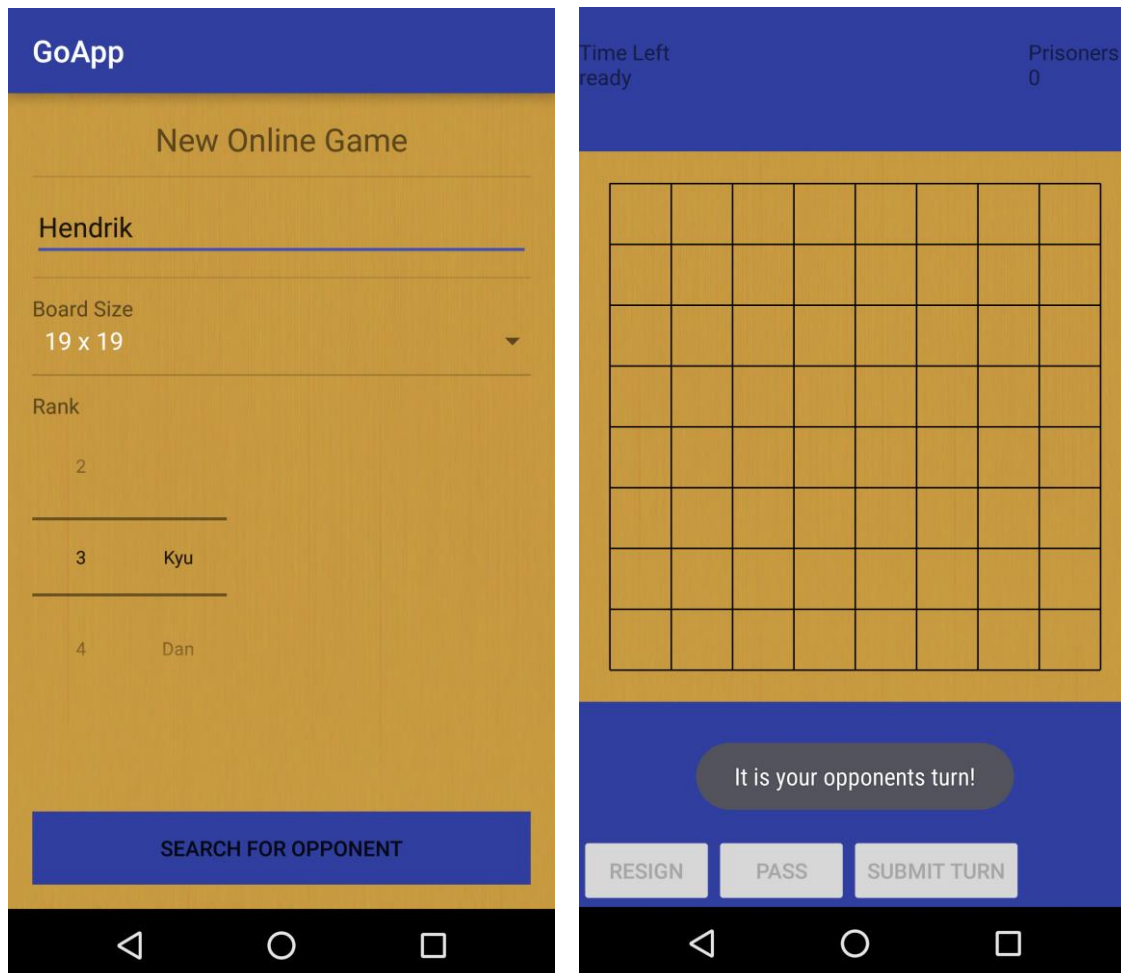 GoApp
New Online Game
Hendrik
Board Size
19 x 19
Rank
2
3 Kyu
4 Dan
SEARCH FOR OPPONENT
Time Left
ready
Prisoners
0
It is your opponents turn!
RESIGN PASS SUBMIT TURN